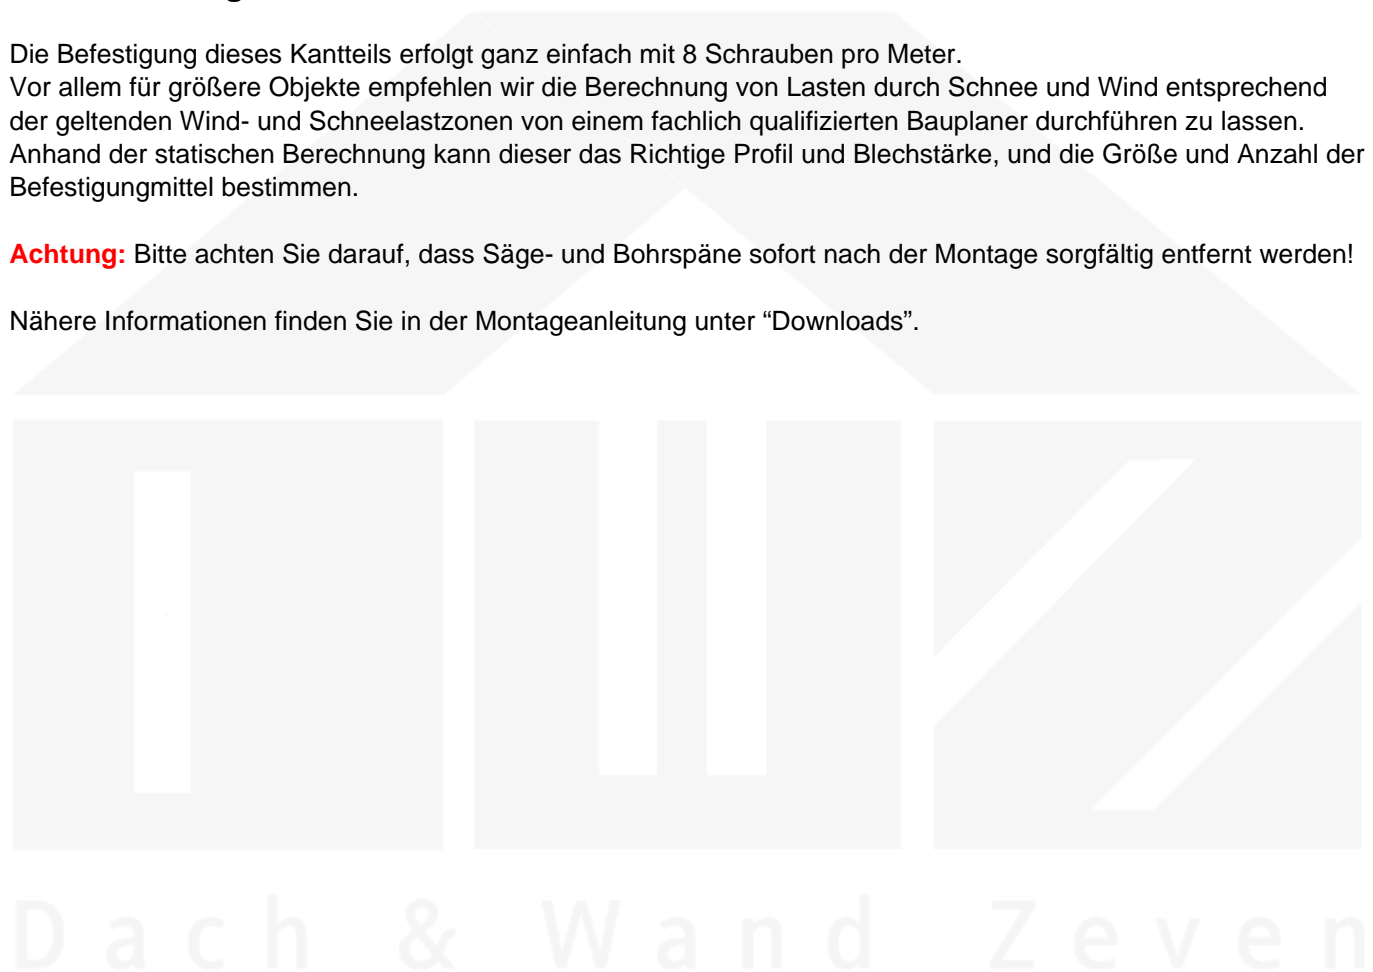 Die Befestigung dieses Kantteils erfolgt ganz einfach mit 8 Schrauben pro Meter.
Vor allem für größere Objekte empfehlen wir die Berechnung von Lasten durch Schnee und Wind entsprechend
der geltenden Wind- und Schneelastzonen von einem fachlich qualifizierten Bauplaner durchführen zu lassen.
Anhand der statischen Berechnung kann dieser das Richtige Profil und Blechstärke, und die Größe und Anzahl der
Befestigungmittel bestimmen.
Achtung: Bitte achten Sie darauf, dass Säge- und Bohrspäne sofort nach der Montage sorgfältig entfernt werden!
Nähere Informationen finden Sie in der Montageanleitung unter “Downloads”.
Dach & Wand Zeven